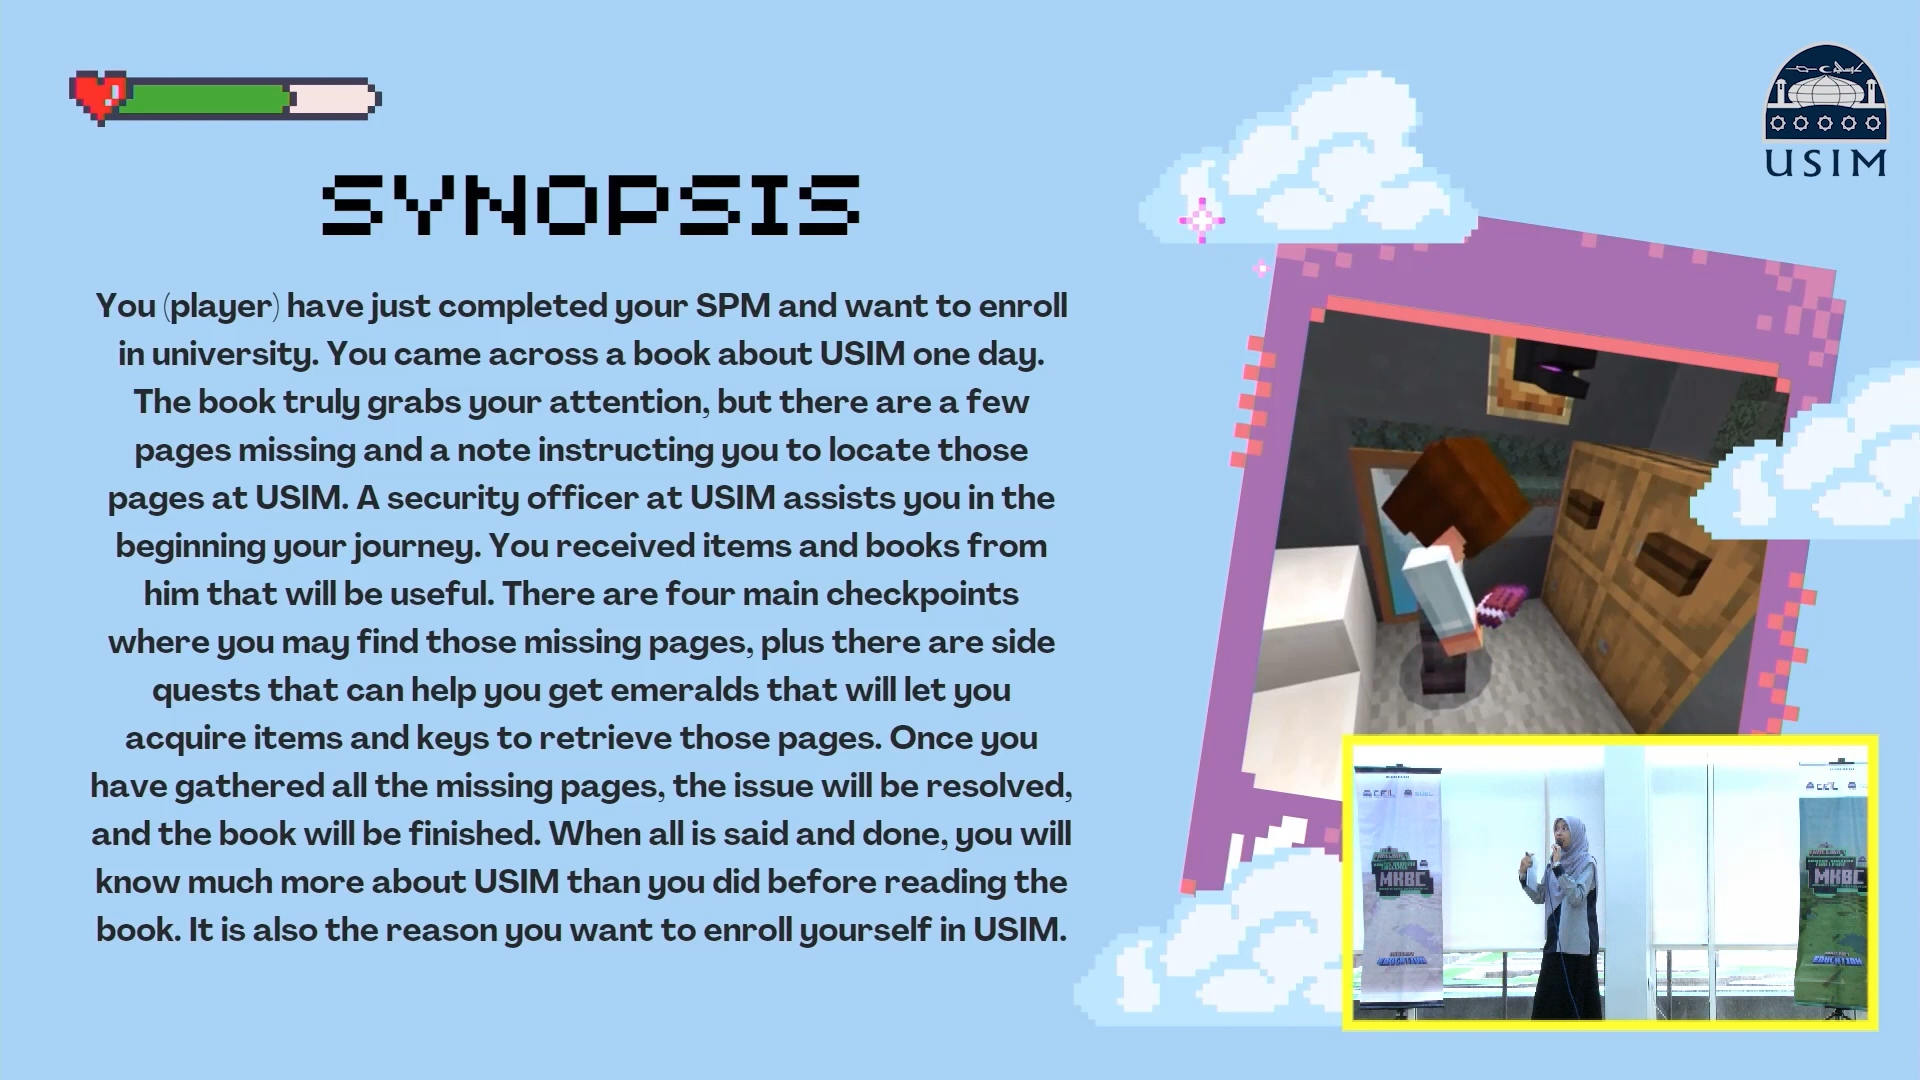 USIM
SYNOPSIS
You (player) have just completed your SPM and want to enroll
in university. You came across a book about USIM one day.
The book truly grabs your attention, but there are a few
pages missing and a note instructing you to locate those
pages at USIM. A security officer at USIM assists you in the
beginning your journey. You received items and books from
him that will be useful. There are four main checkpoints
where you may find those missing pages, plus there are side
quests that can help you get emeralds that will let you
acquire items and keys to retrieve those pages. Once you
have gathered all the missing pages, the issue will be resolved,
and the book will be finished. When all is said and done, you will
know much more about USIM than you did before reading the
book. It is also the reason you want to enroll yourself in USIM.
MKBC
MKBC
EDUCATION
EDUCATION